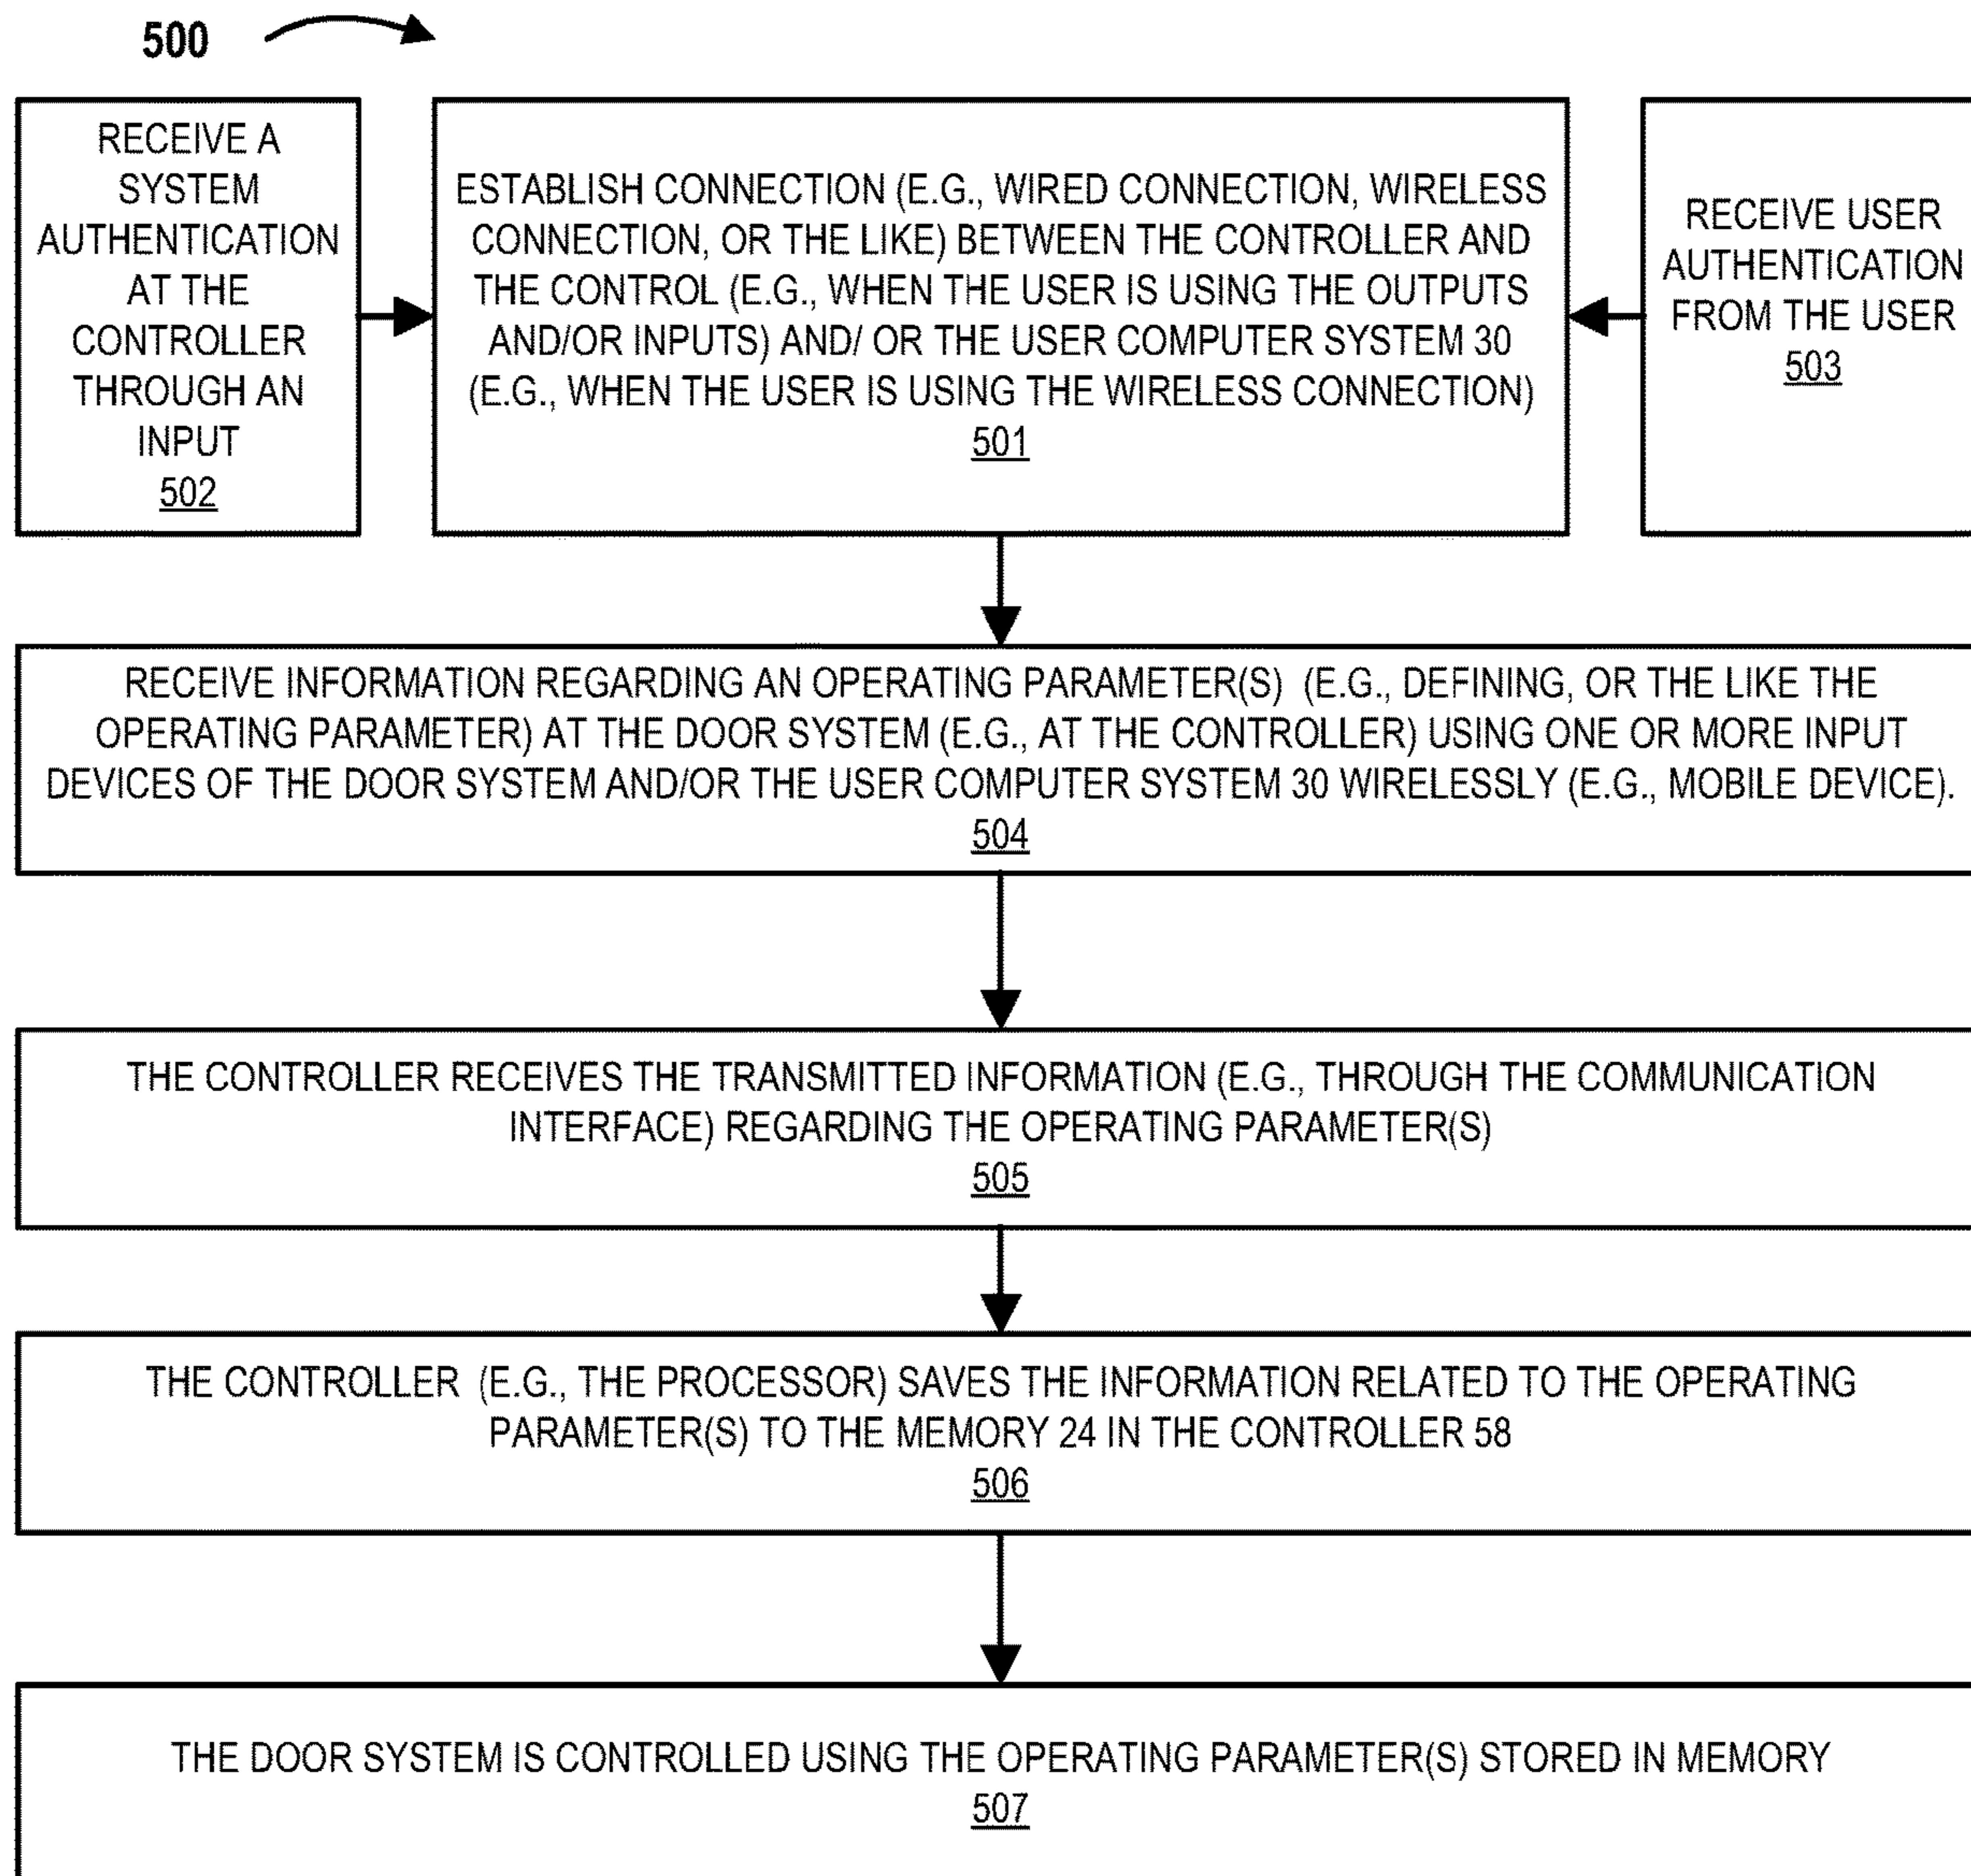 500
RECEIVE A
SYSTEM
AUTHENTICATION
AT THE
CONTROLLER
THROUGH AN
INPUT
502
ESTABLISH CONNECTION (E.G., WIRED CONNECTION, WIRELESS
CONNECTION, OR THE LIKE) BETWEEN THE CONTROLLER AND
THE CONTROL (E.G., WHEN THE USER IS USING THE OUTPUTS
AND/OR INPUTS) AND/ OR THE USER COMPUTER SYSTEM 30
(E.G., WHEN THE USER IS USING THE WIRELESS CONNECTION)
501
RECEIVE USER
AUTHENTICATION
FROM THE USER
503
RECEIVE INFORMATION REGARDING AN OPERATING PARAMETER(S) (E.G., DEFINING, OR THE LIKE THE
OPERATING PARAMETER) AT THE DOOR SYSTEM (E.G., AT THE CONTROLLER) USING ONE OR MORE INPUT
DEVICES OF THE DOOR SYSTEM AND/OR THE USER COMPUTER SYSTEM 30 WIRELESSLY (E.G., MOBILE DEVICE).
504
THE CONTROLLER RECEIVES THE TRANSMITTED INFORMATION (E.G., THROUGH THE COMMUNICATION
INTERFACE) REGARDING THE OPERATING PARAMETER(S)
505
THE CONTROLLER (E.G., THE PROCESSOR) SAVES THE INFORMATION RELATED TO THE OPERATING
PARAMETER(S) TO THE MEMORY 24 IN THE CONTROLLER 58
506
THE DOOR SYSTEM IS CONTROLLED USING THE OPERATING PARAMETER(S) STORED IN MEMORY
507